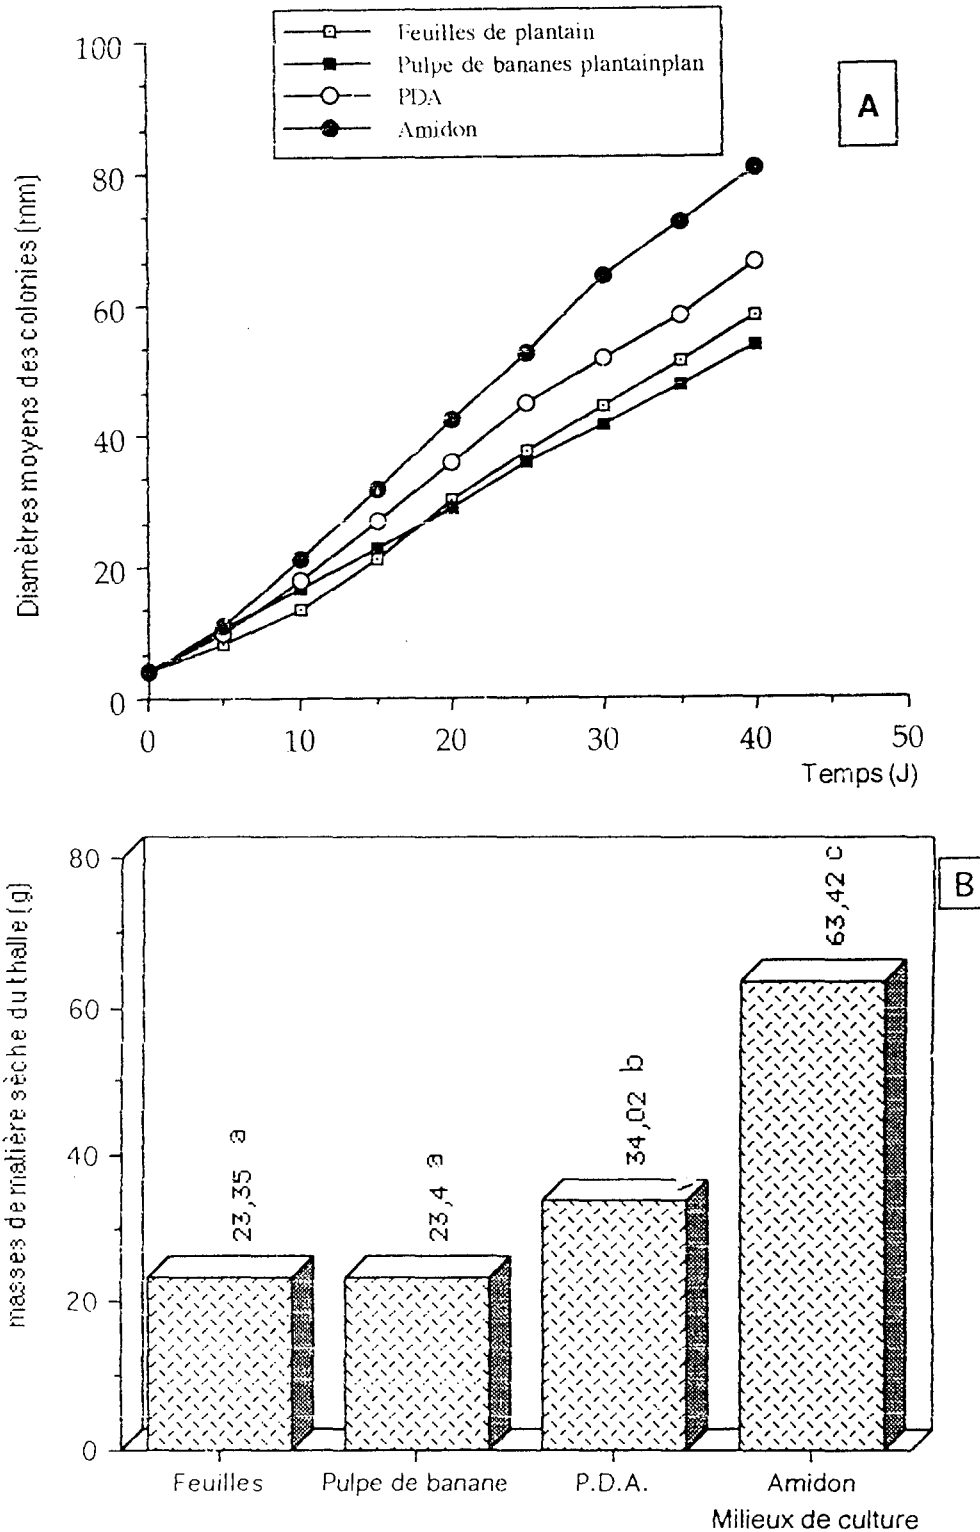 Feuilles de plantain
Pulpe de bananes plantainplan
PDA
Amidon
A
100
80
60
40
20
0
Diamètres moyens des colonies (mm)
0 10 20 30 40 50
Temps (J)
B
80
60
40
20
0
masses de matière sèche du thalle (g)
23,35 a
23,4 a
34,02 b
63,42 c
Feuilles Pulpe de banane P.D.A. Amidon
Milieux de culture